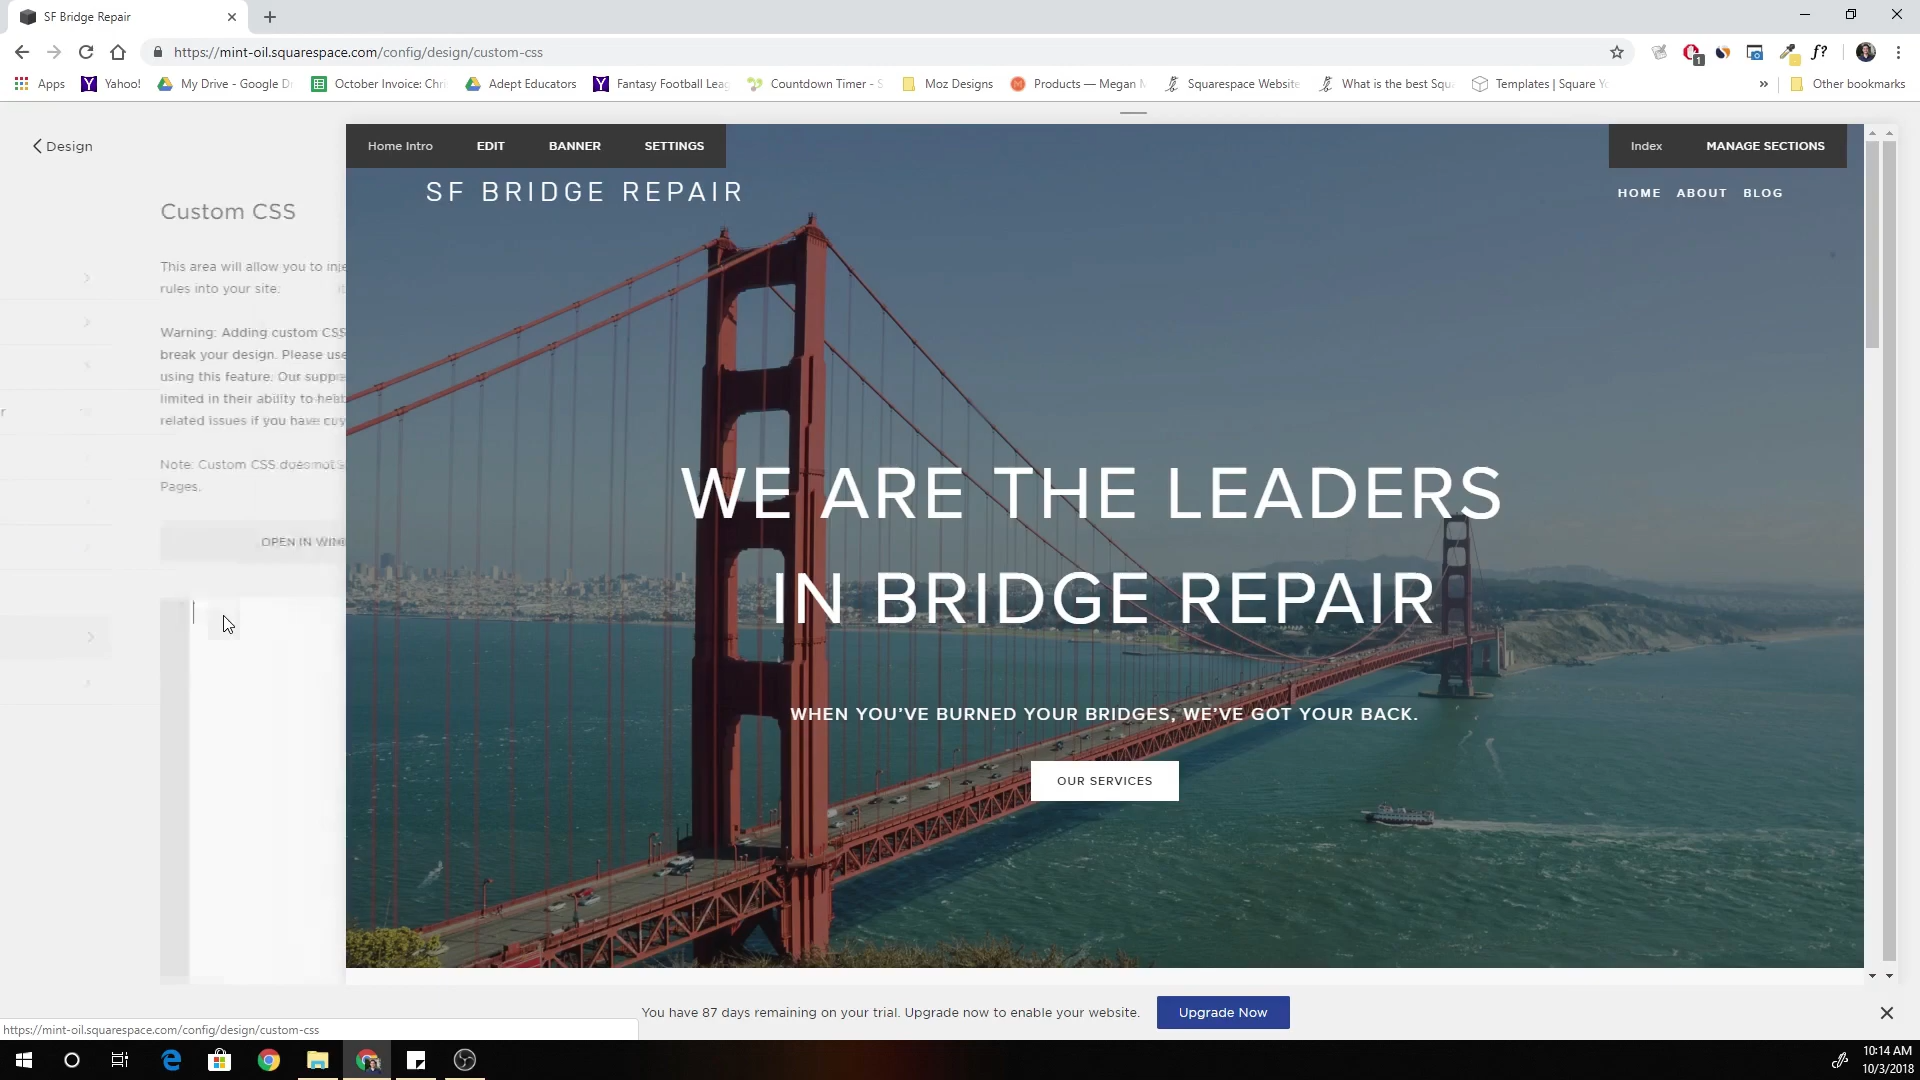 SF Bridge Repair
https://mint-oil.squarespace.com/config/design/custom-css
Apps
Yahoo!
My Drive - Google Dr
October Invoice: Chri
Adept Educators
Fantasy Football Leag
Countdown Timer - S
Moz Designs
Products — Megan M
Squarespace Website
What is the best Squa
Templates | Square Yo
»
Other bookmarks
Design
Custom CSS
This area will allow you to inje
rules into your site.
Warning: Adding custom CSS
break your design. Please use
using this feature. Our suppo
limited in their ability to help
related issues if you have cu
Note: Custom CSS does not
Pages.
OPEN IN WIN
Home Intro
EDIT
BANNER
SETTINGS
Index
MANAGE SECTIONS
SF BRIDGE REPAIR
HOME ABOUT BLOG
WE ARE THE LEADERS
IN BRIDGE REPAIR
WHEN YOU'VE BURNED YOUR BRIDGES, WE'VE GOT YOUR BACK.
OUR SERVICES
You have 87 days remaining on your trial. Upgrade now to enable your website.
Upgrade Now
https://mint-oil.squarespace.com/config/design/custom-css
10:14 AM
10/3/2018